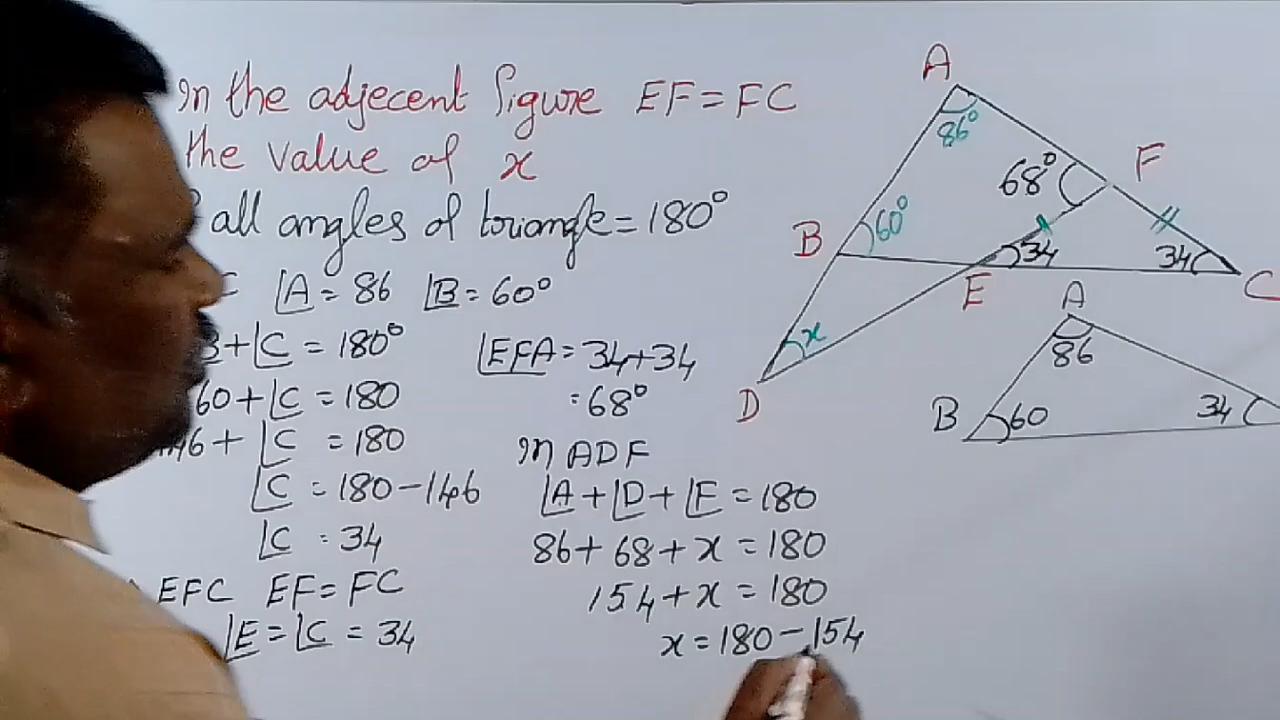 In the adjecent figure EF = FC
the value of x
all angles of triangle = 180°
∠A = 86 ∠B = 60°
+ ∠C = 180°
60 + ∠C = 180
+ ∠C = 180
∠C = 180 - 146
∠C = 34
EFC EF = FC
∠E = ∠C = 34
∠EFA = 34 + 34
= 68°
In ADF
∠A + ∠D + ∠F = 180
86 + 68 + x = 180
154 + x = 180
x = 180 - 154
A
86°
68°
F
B
60°
34
34
E
C
x
D
A
86
B
60
34